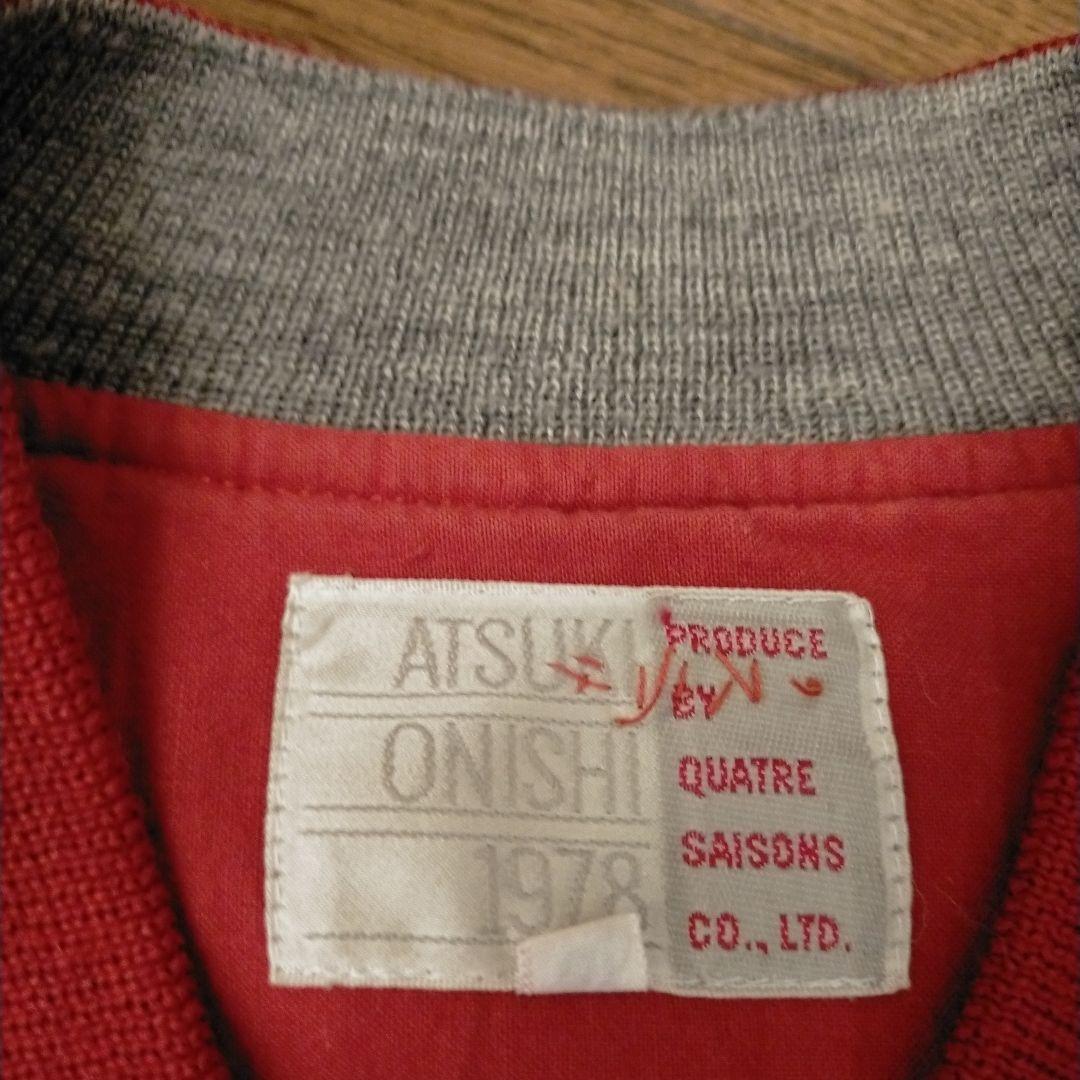 ATSUKI
ONISHI
1978
PRODUCE
BY
QUATRE
SAISONS
CO., LTD.